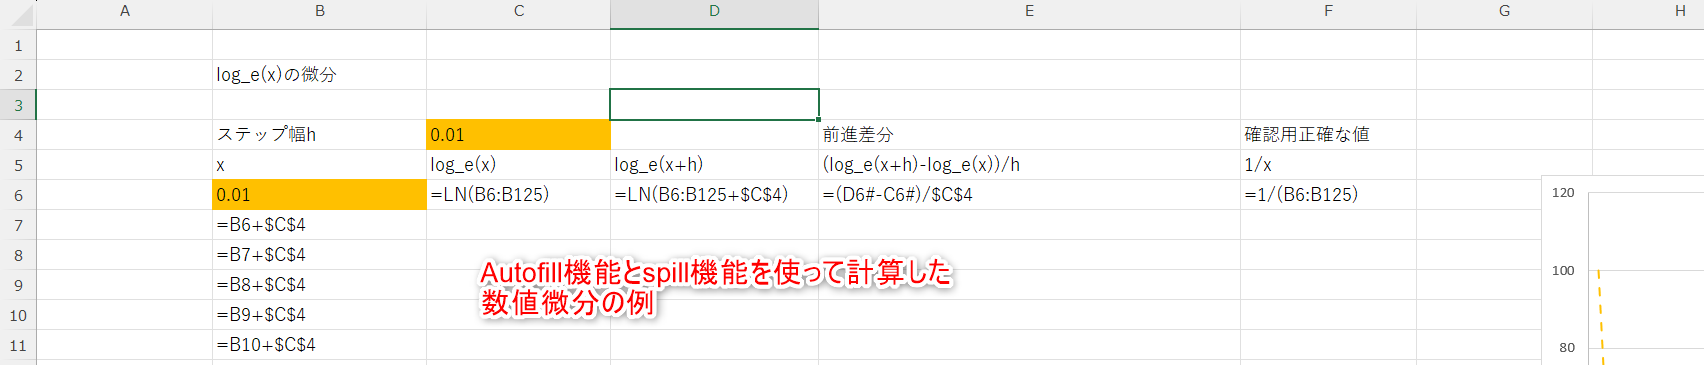 A B C D E F G H
1
2 log_e(x)の微分
3
4 ステップ幅h 0.01 前進差分 確認用正確な値
5 x log_e(x) log_e(x+h) (log_e(x+h)-log_e(x))/h 1/x
6 0.01 =LN(B6:B125) =LN(B6:B125+$C$4) =(D6#-C6#)/$C$4 =1/(B6:B125)
7 =B6+$C$4
8 =B7+$C$4
9 =B8+$C$4
10 =B9+$C$4
11 =B10+$C$4
Autofill機能とspill機能を使って計算した
数値微分の例
120
100
80